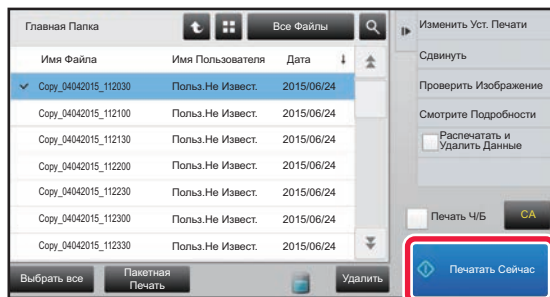 Главная Папка
Все Файлы
Имя Файла Имя Пользователя Дата
Copy_04042015_112030 Польз.Не Извест. 2015/06/24
Copy_04042015_112100 Польз.Не Извест. 2015/06/24
Copy_04042015_112130 Польз.Не Извест. 2015/06/24
Copy_04042015_112200 Польз.Не Извест. 2015/06/24
Copy_04042015_112230 Польз.Не Извест. 2015/06/24
Copy_04042015_112300 Польз.Не Извест. 2015/06/24
Copy_04042015_112330 Польз.Не Извест. 2015/06/24
Выбрать все
Пакетная
Печать
Удалить
Изменить Уст. Печати
Сдвинуть
Проверить Изображение
Смотрите Подробности
Распечатать и
Удалить Данные
Печать Ч/Б
CA
Печатать Сейчас